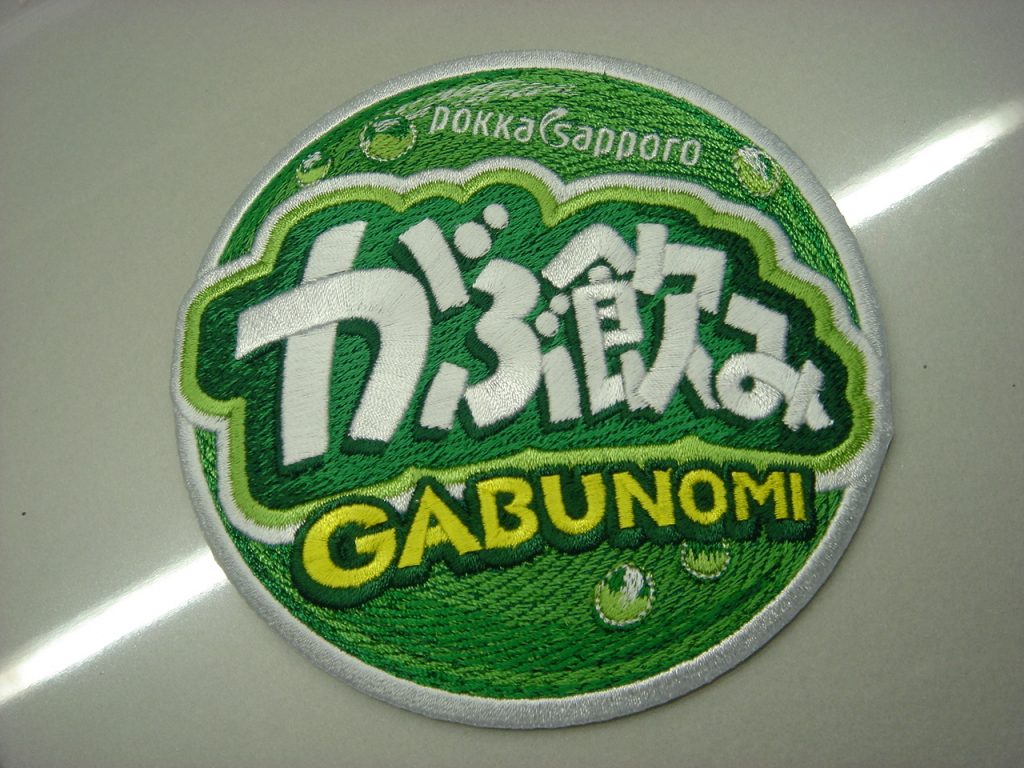 POKKA Sapporo
がぶ飲み
GABUNOMI